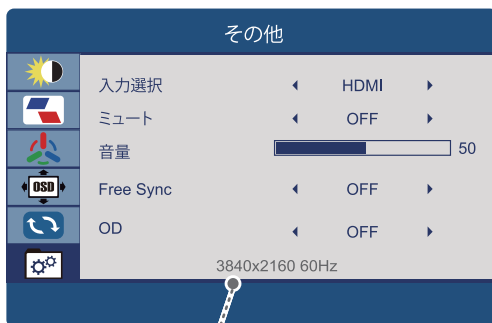 その他
入力選択 HDMI
ミュート OFF
音量 50
Free Sync OFF
OSD
OD OFF
3840x2160 60Hz